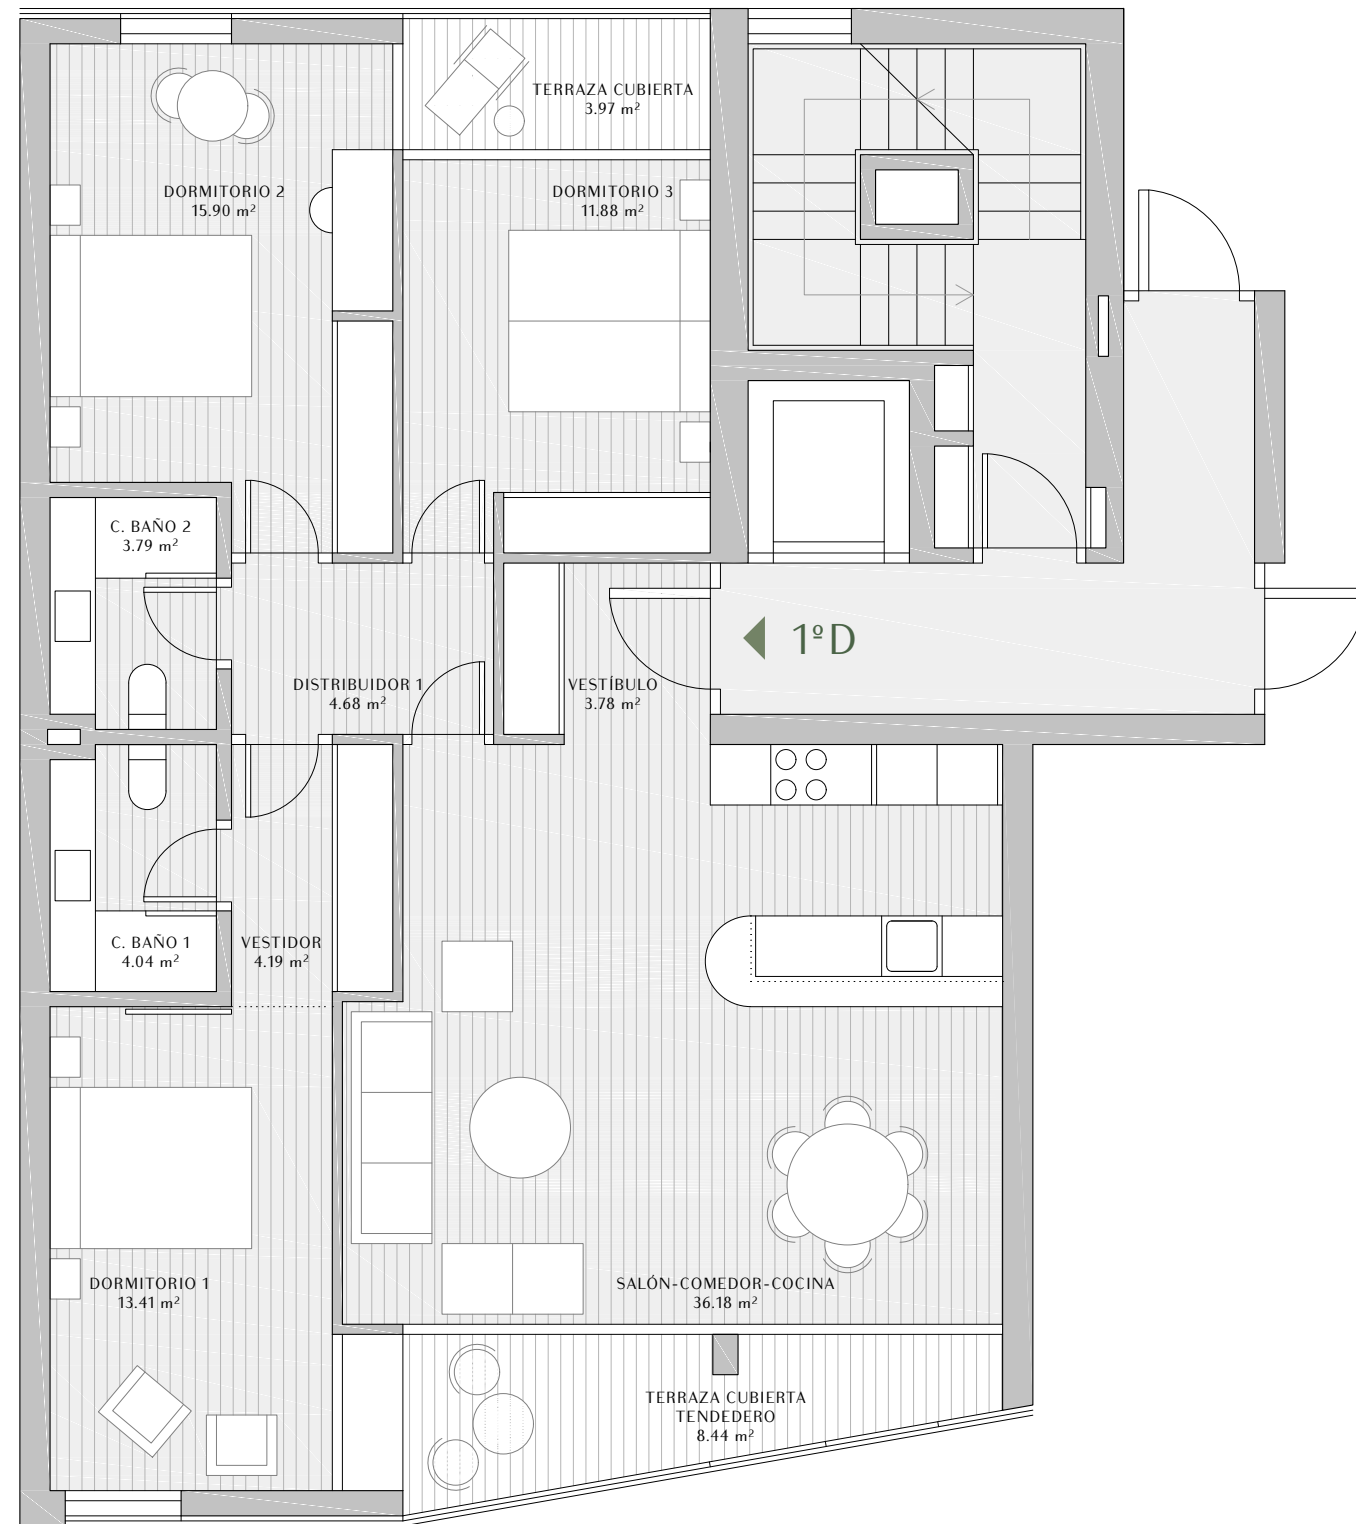 TERRAZA CUBIERTA
3.97 m²
DORMITORIO 2
15.90 m²
DORMITORIO 3
11.88 m²
C. BAÑO 2
3.79 m²
1ºD
DISTRIBUIDOR 1
4.68 m²
VESTÍBULO
3.78 m²
C. BAÑO 1
4.04 m²
VESTIDOR
4.19 m²
DORMITORIO 1
13.41 m²
SALÓN-COMEDOR-COCINA
36.18 m²
TERRAZA CUBIERTA
TENDEDERO
8.44 m²